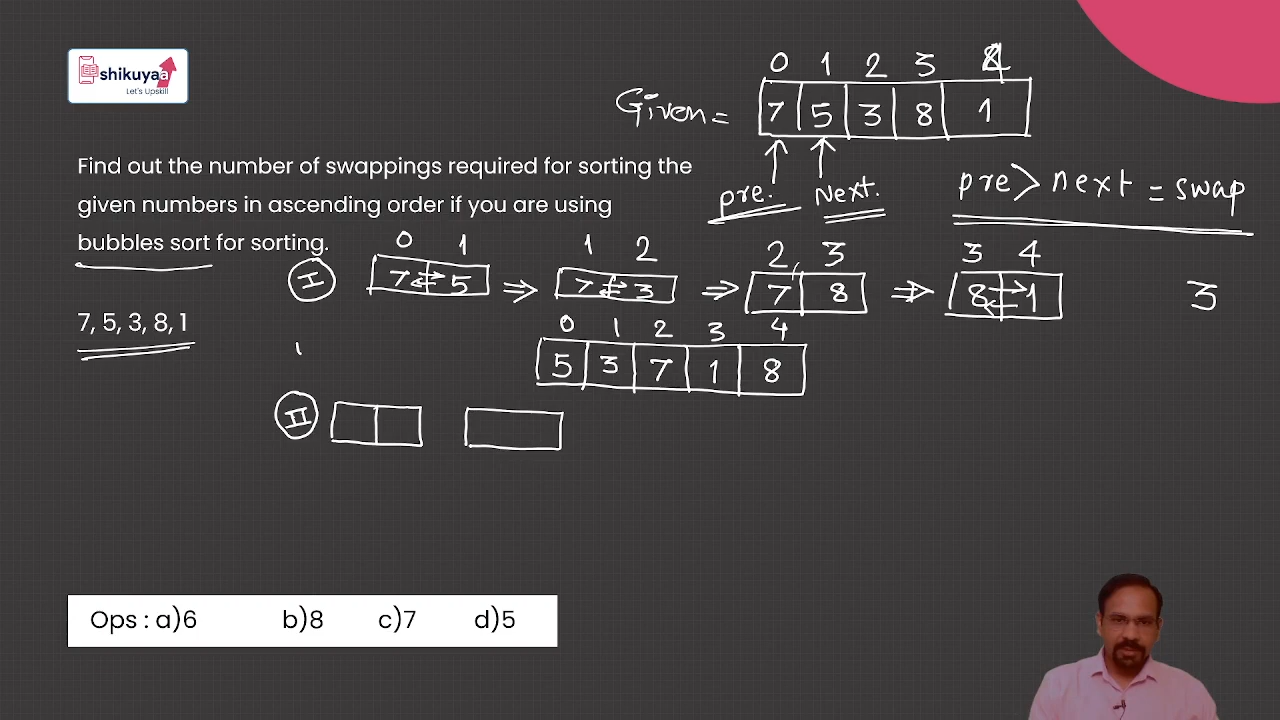 shikuyaa
Let's Upskill
0 1 2 3 4
Given = 7 5 3 8 1
pre. Next.
pre > next = swap
Find out the number of swappings required for sorting the
given numbers in ascending order if you are using
bubbles sort for sorting.
7, 5, 3, 8, 1
0 1 1 2 2, 3 3 4
I 7 ⇄ 5 ⇒ 7 ⇄ 3 ⇒ 7 8 ⇒ 8 ⇄ 1 3
0 1 2 3 4
5 3 7 1 8
II
Ops : a)6 b)8 c)7 d)5